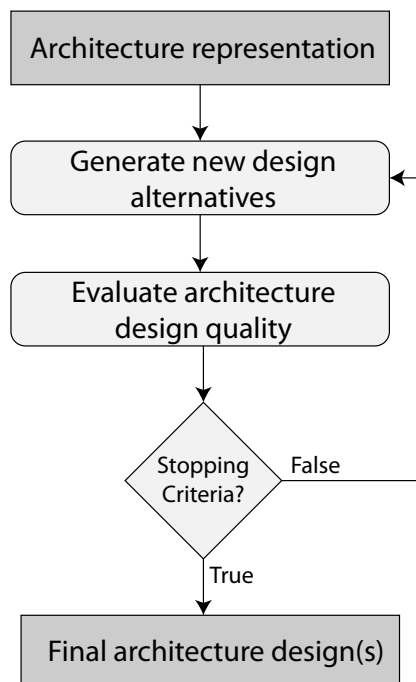 Architecture representation
Generate new design
alternatives
Evaluate architecture
design quality
Stopping
Criteria?
False
True
Final architecture design(s)